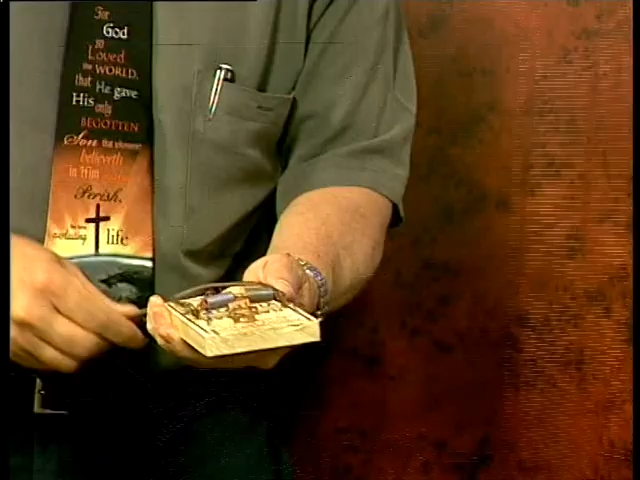 For
God
so
Loved
the WORLD,
that He gave
His only
BEGOTTEN
Son that whosoever
believeth
in Him
Perish,
everlasting
life